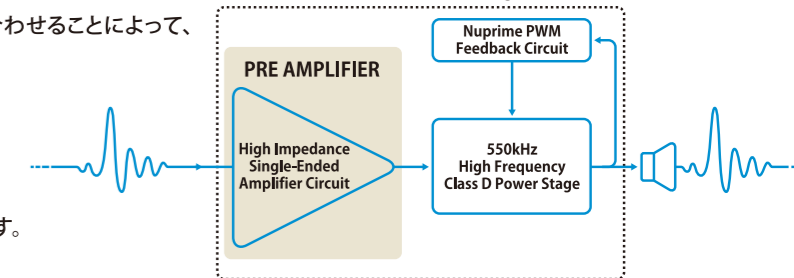 わせることによって、
す。
PRE AMPLIFIER
High Impedance
Single-Ended
Amplifier Circuit
Nuprime PWM
Feedback Circuit
550kHz
High Frequency
Class D Power Stage